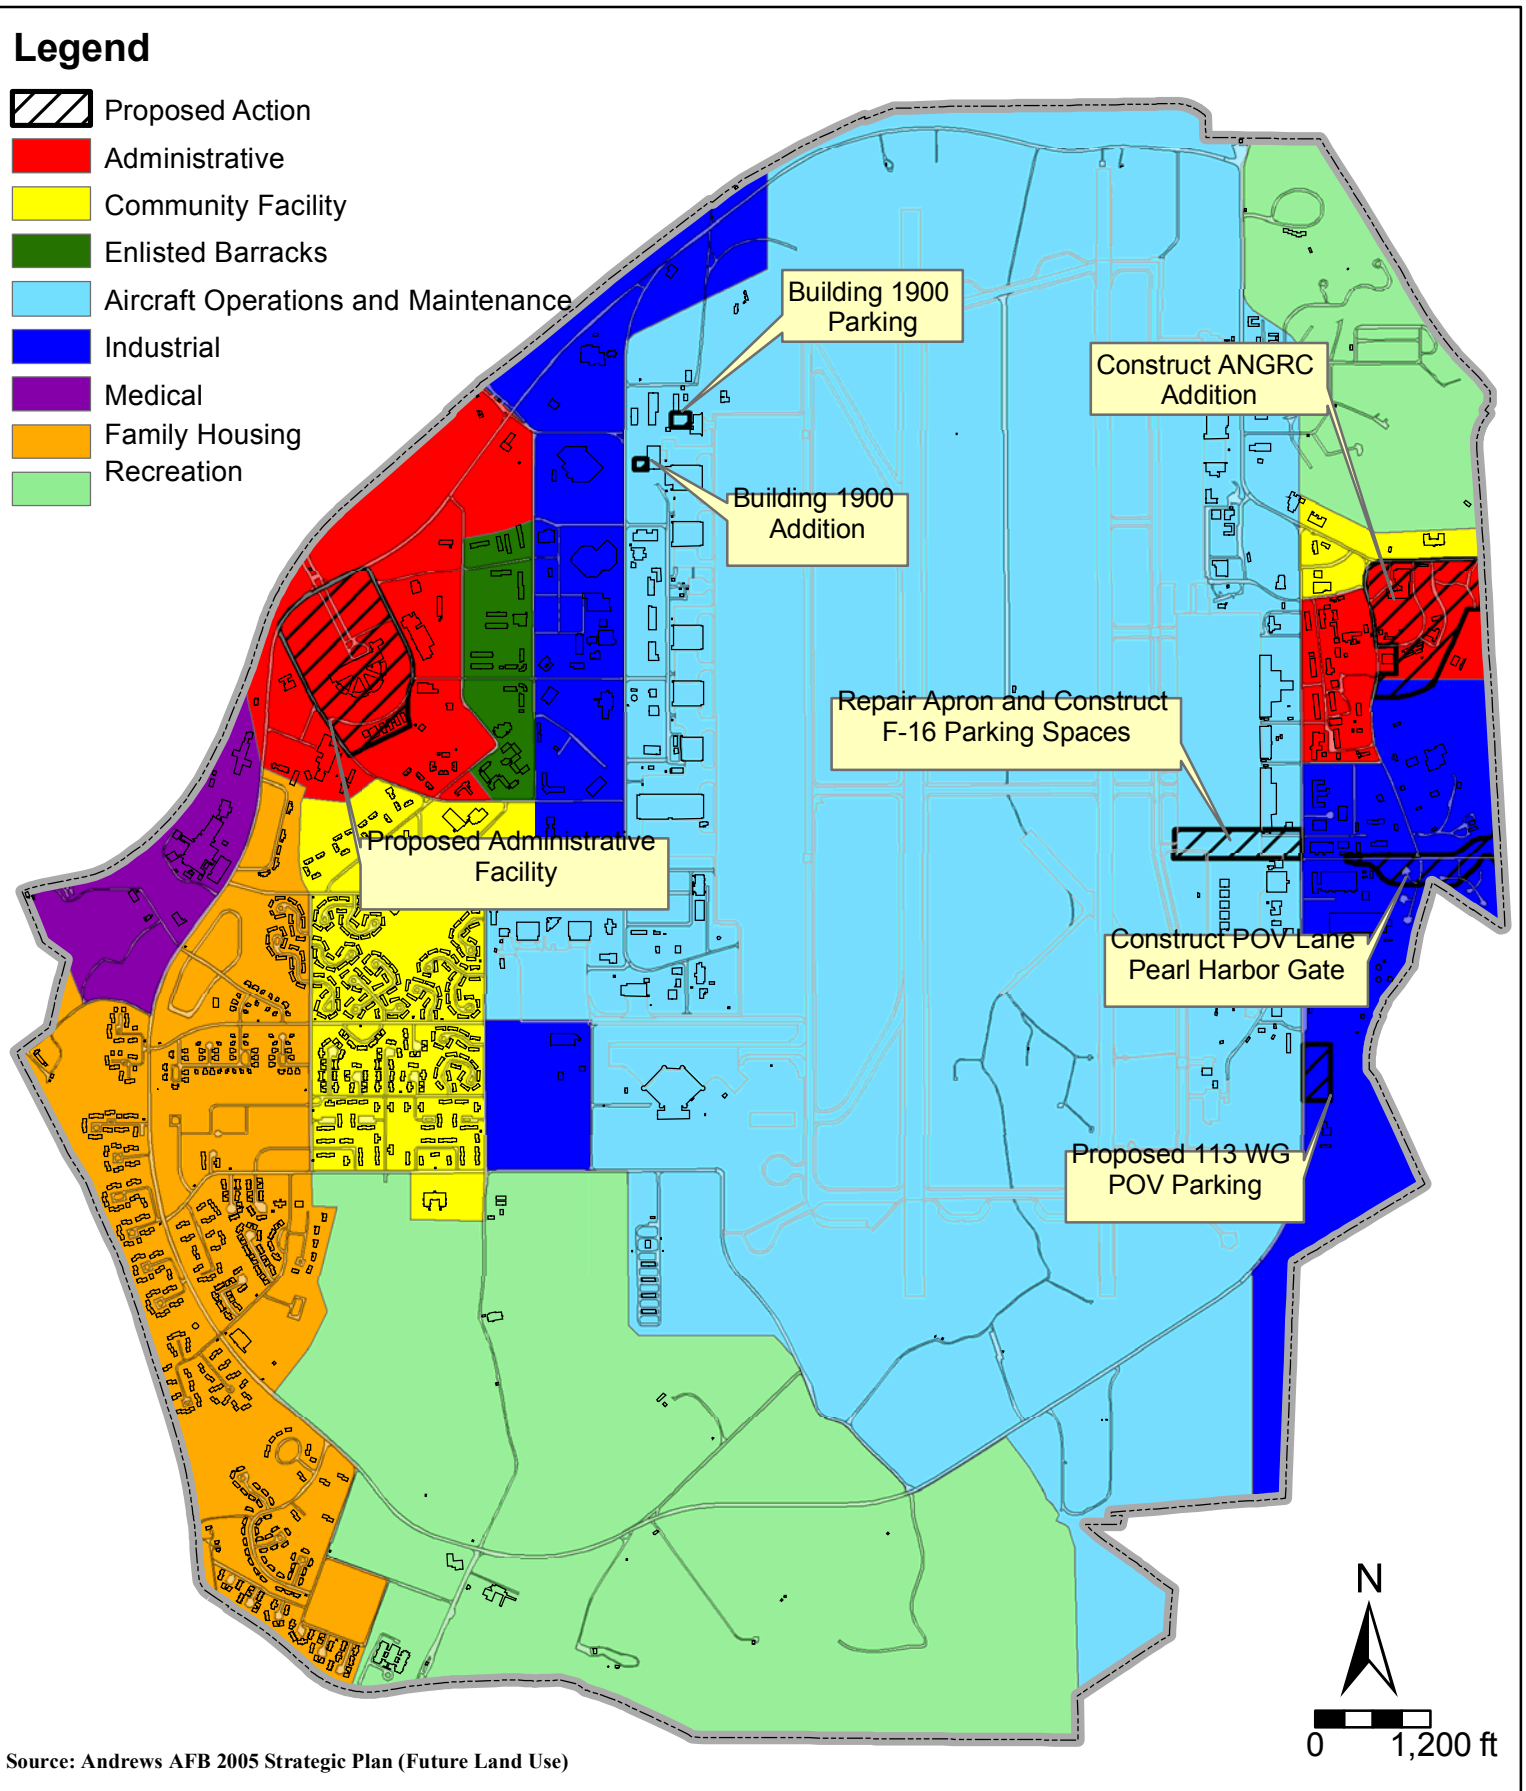 Legend
Proposed Action
Administrative
Community Facility
Enlisted Barracks
Aircraft Operations and Maintenance
Industrial
Medical
Family Housing
Recreation
Building 1900
Parking
Construct ANGRC
Addition
Building 1900
Addition
Repair Apron and Construct
F-16 Parking Spaces
Proposed Administrative
Facility
Construct POV Lane
Pearl Harbor Gate
Proposed 113 WG
POV Parking
N
0 1,200 ft
Source: Andrews AFB 2005 Strategic Plan (Future Land Use)